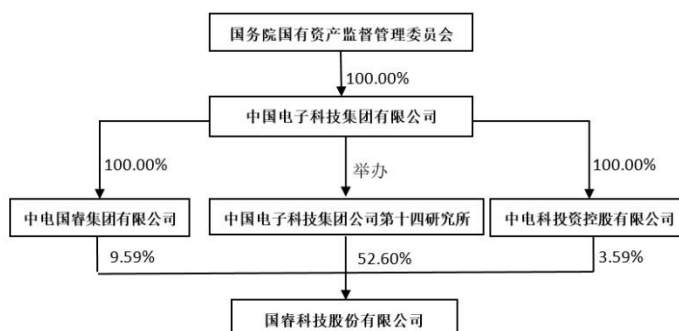 国务院国有资产监督管理委员会
100.00%
中国电子科技集团有限公司
100.00%
举办
100.00%
中电国睿集团有限公司
中国电子科技集团公司第十四研究所
中电科投资控股有限公司
9.59%
52.60%
3.59%
国睿科技股份有限公司